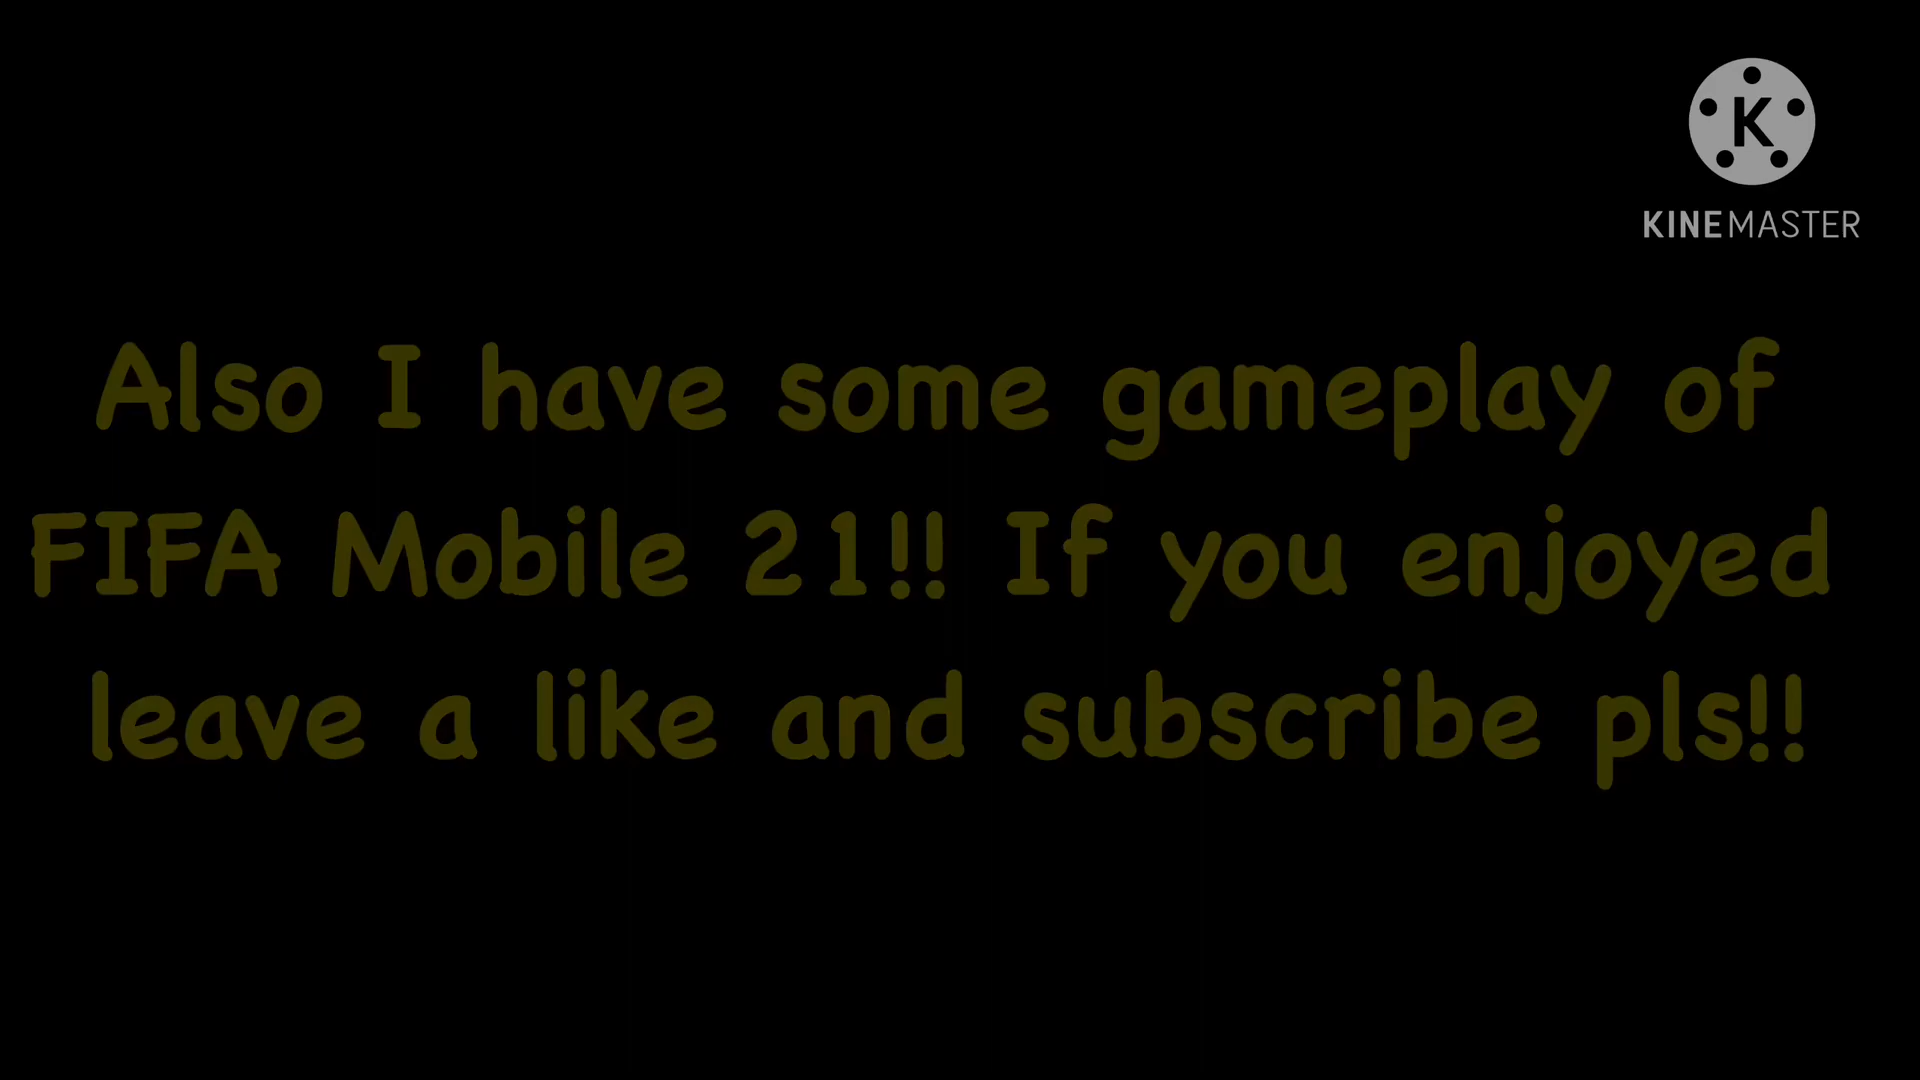 K
KINEMASTER
Also I have some gameplay of
FIFA Mobile 21!! If you enjoyed
leave a like and subscribe pls!!